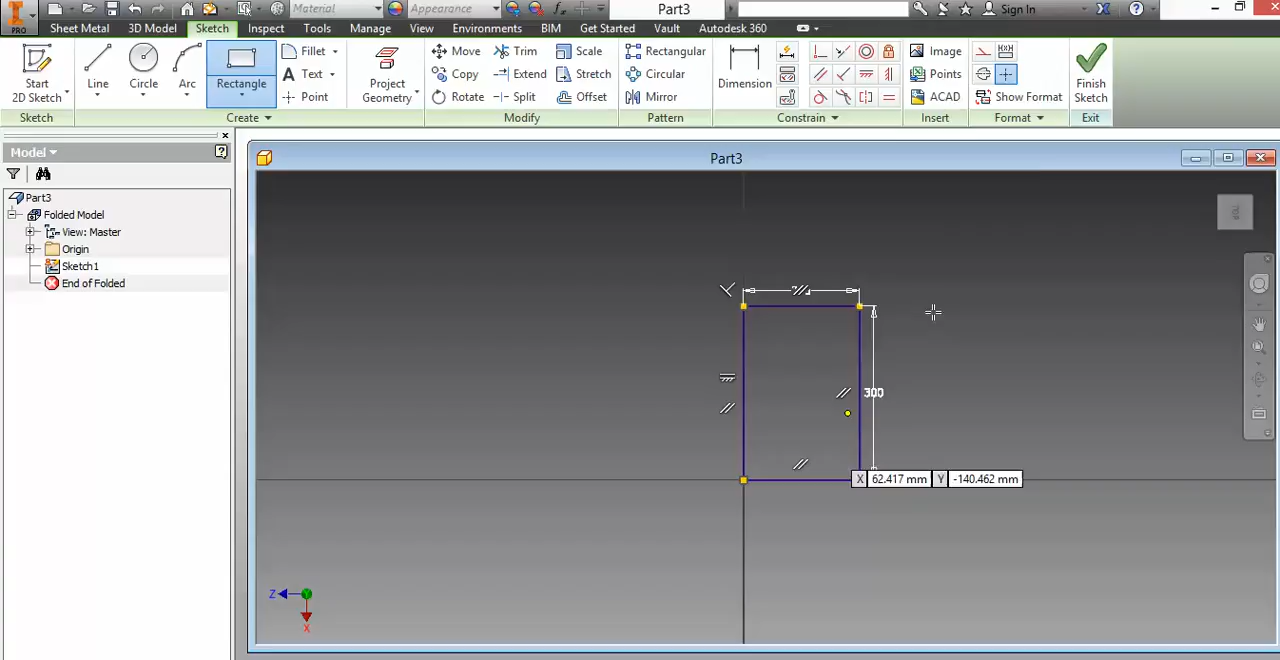 Material
Appearance
Part3
Sign In
PRO
Sheet Metal
3D Model
Sketch
Inspect
Tools
Manage
View
Environments
BIM
Get Started
Vault
Autodesk 360
Start
2D Sketch
Line
Circle
Arc
Rectangle
Fillet
Text
Point
Project
Geometry
Move
Copy
Rotate
Trim
Extend
Split
Scale
Stretch
Offset
Rectangular
Circular
Mirror
Dimension
Image
Points
ACAD
Show Format
Finish
Sketch
Sketch
Create
Modify
Pattern
Constrain
Insert
Format
Exit
Model
Part3
Folded Model
View: Master
Origin
Sketch1
End of Folded
Part3
X 62.417 mm Y -140.462 mm
Z
X